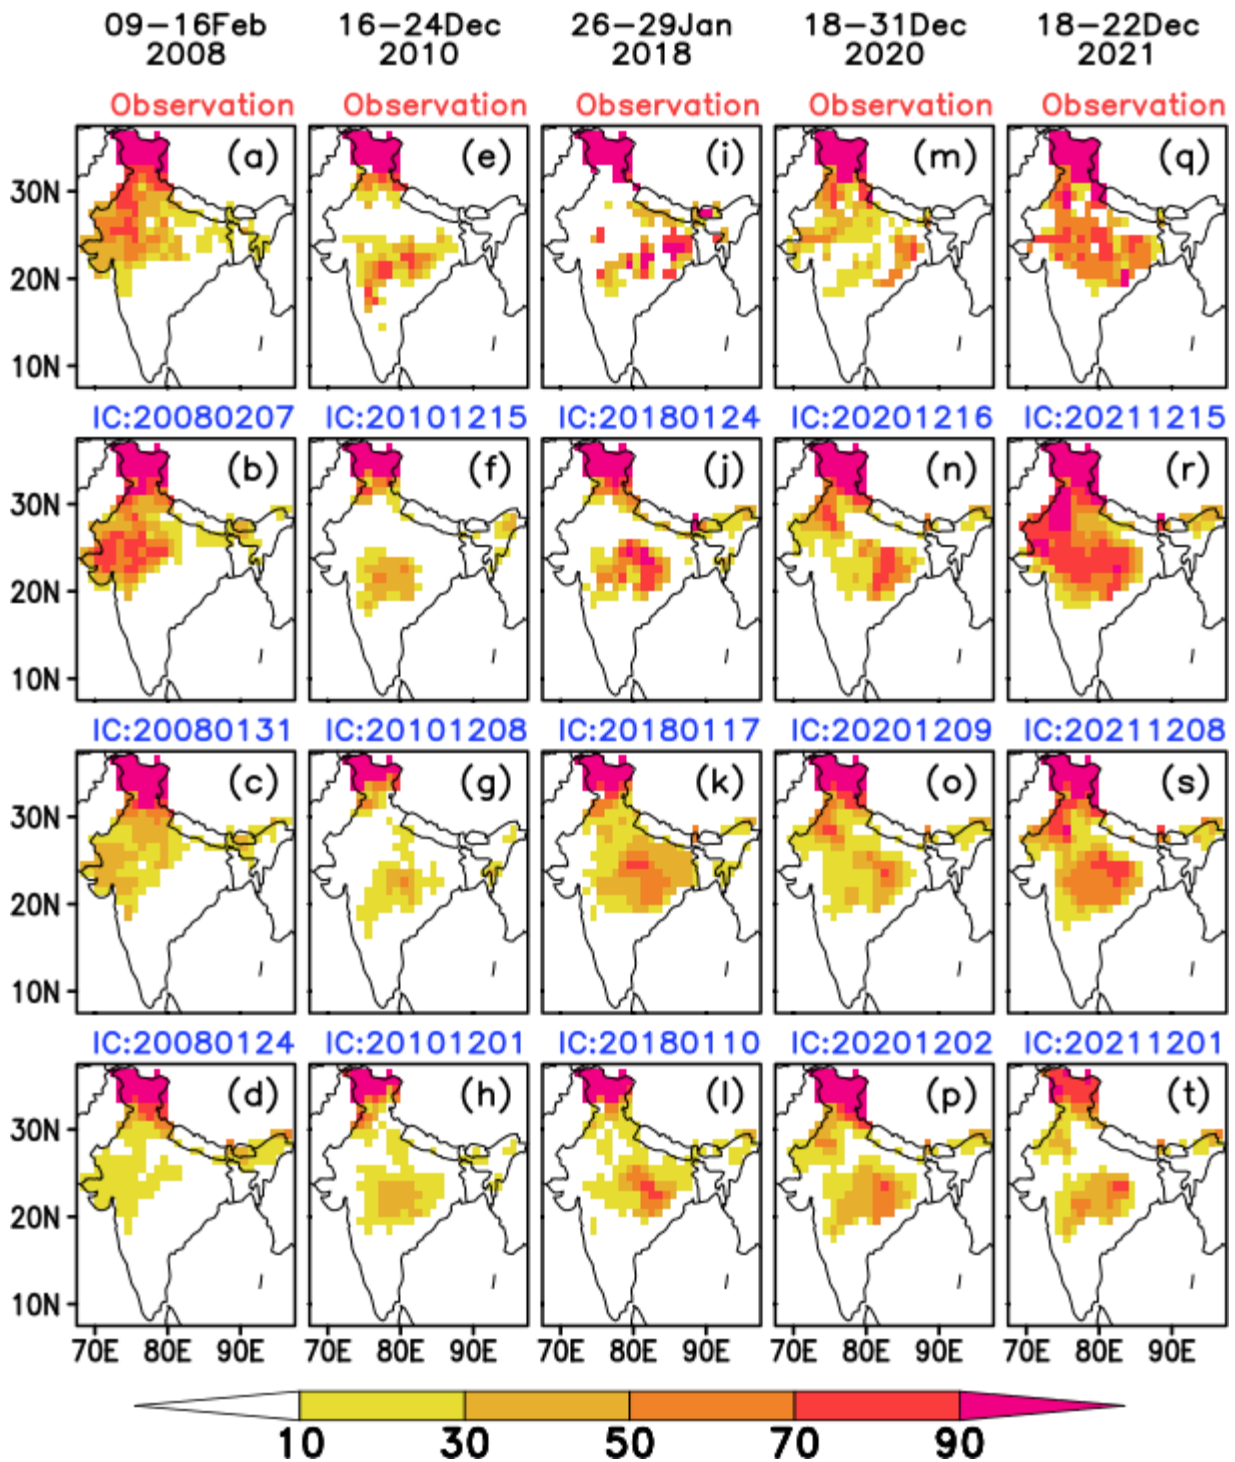 09-16Feb 16-24Dec 26-29Jan 18-31Dec 18-22Dec
2008 2010 2018 2020 2021
Observation Observation Observation Observation Observation
(a) (e) (i) (m) (q)
30N
20N
10N
IC:20080207 IC:20101215 IC:20180124 IC:20201216 IC:20211215
(b) (f) (j) (n) (r)
30N
20N
10N
IC:20080131 IC:20101208 IC:20180117 IC:20201209 IC:20211208
(c) (g) (k) (o) (s)
30N
20N
10N
IC:20080124 IC:20101201 IC:20180110 IC:20201202 IC:20211201
(d) (h) (l) (p) (t)
30N
20N
10N
70E 80E 90E 70E 80E 90E 70E 80E 90E 70E 80E 90E 70E 80E 90E
10 30 50 70 90